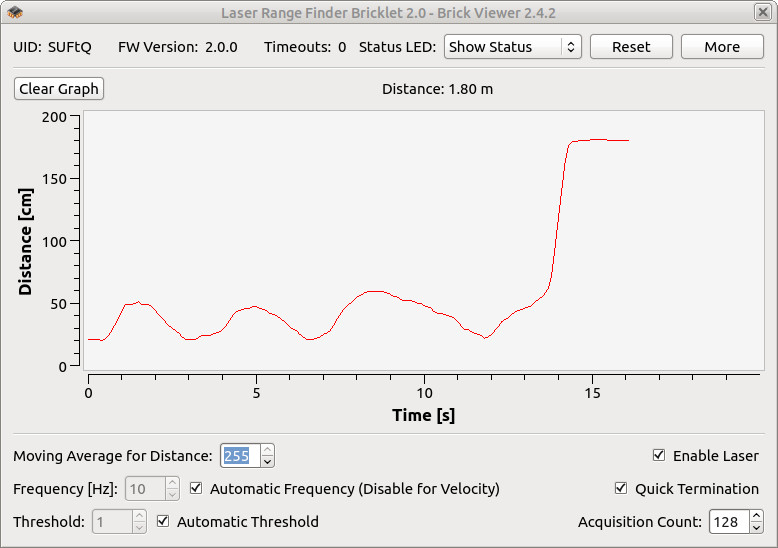 Laser Range Finder Bricklet 2.0 - Brick Viewer 2.4.2
UID: SUFtQ FW Version: 2.0.0 Timeouts: 0 Status LED: Show Status Reset More
Clear Graph Distance: 1.80 m
200
150
100
50
0
Distance [cm]
0 5 10 15
Time [s]
Moving Average for Distance: 255 Enable Laser
Frequency [Hz]: 10 Automatic Frequency (Disable for Velocity) Quick Termination
Threshold: 1 Automatic Threshold Acquisition Count: 128